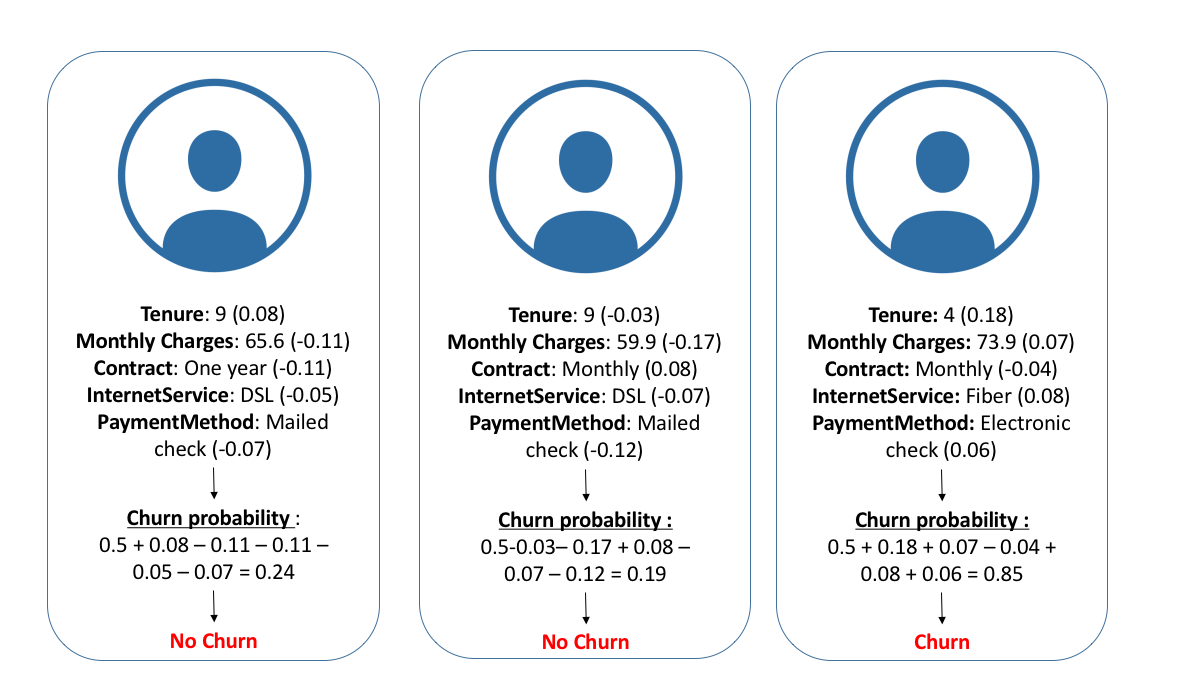 Tenure: 9 (0.08)
Monthly Charges: 65.6 (-0.11)
Contract: One year (-0.11)
InternetService: DSL (-0.05)
PaymentMethod: Mailed
check (-0.07)
Churn probability :
0.5 + 0.08 – 0.11 – 0.11 –
0.05 – 0.07 = 0.24
No Churn
Tenure: 9 (-0.03)
Monthly Charges: 59.9 (-0.17)
Contract: Monthly (0.08)
InternetService: DSL (-0.07)
PaymentMethod: Mailed
check (-0.12)
Churn probability :
0.5-0.03– 0.17 + 0.08 –
0.07 – 0.12 = 0.19
No Churn
Tenure: 4 (0.18)
Monthly Charges: 73.9 (0.07)
Contract: Monthly (-0.04)
InternetService: Fiber (0.08)
PaymentMethod: Electronic
check (0.06)
Churn probability :
0.5 + 0.18 + 0.07 – 0.04 +
0.08 + 0.06 = 0.85
Churn